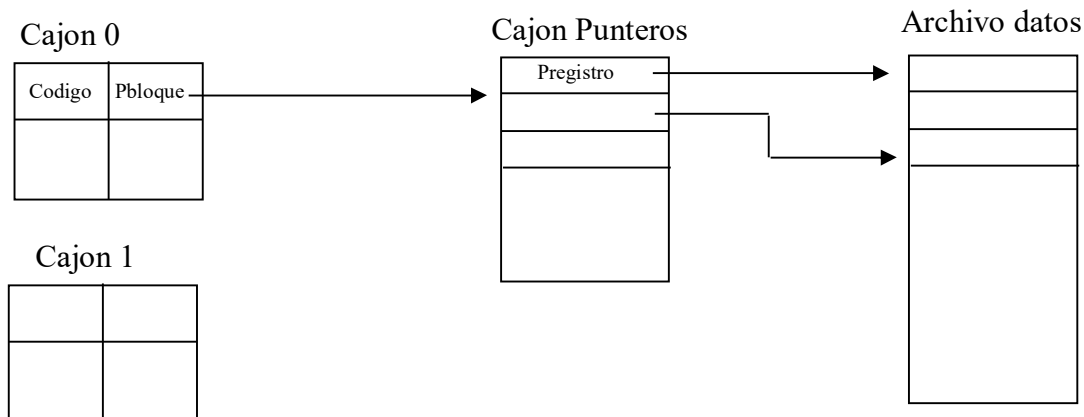 Cajon 0
Codigo Pbloque
Cajon 1
Cajon Punteros
Pregistro
Archivo datos